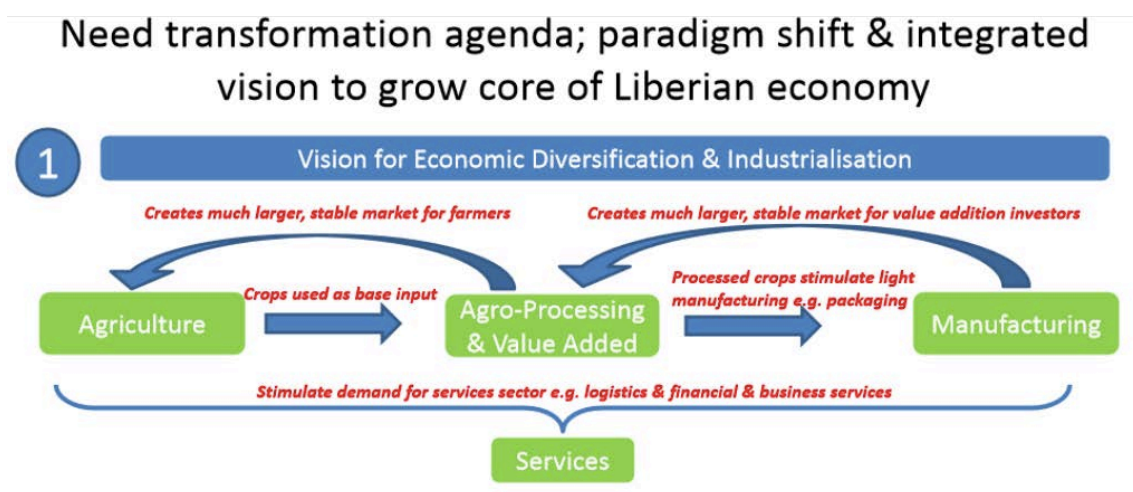 Need transformation agenda; paradigm shift & integrated
vision to grow core of Liberian economy
1
Vision for Economic Diversification & Industrialisation
Creates much larger, stable market for farmers
Creates much larger, stable market for value addition investors
Crops used as base input
Processed crops stimulate light
manufacturing e.g. packaging
Agriculture
Agro-Processing
& Value Added
Manufacturing
Stimulate demand for services sector e.g. logistics & financial & business services
Services